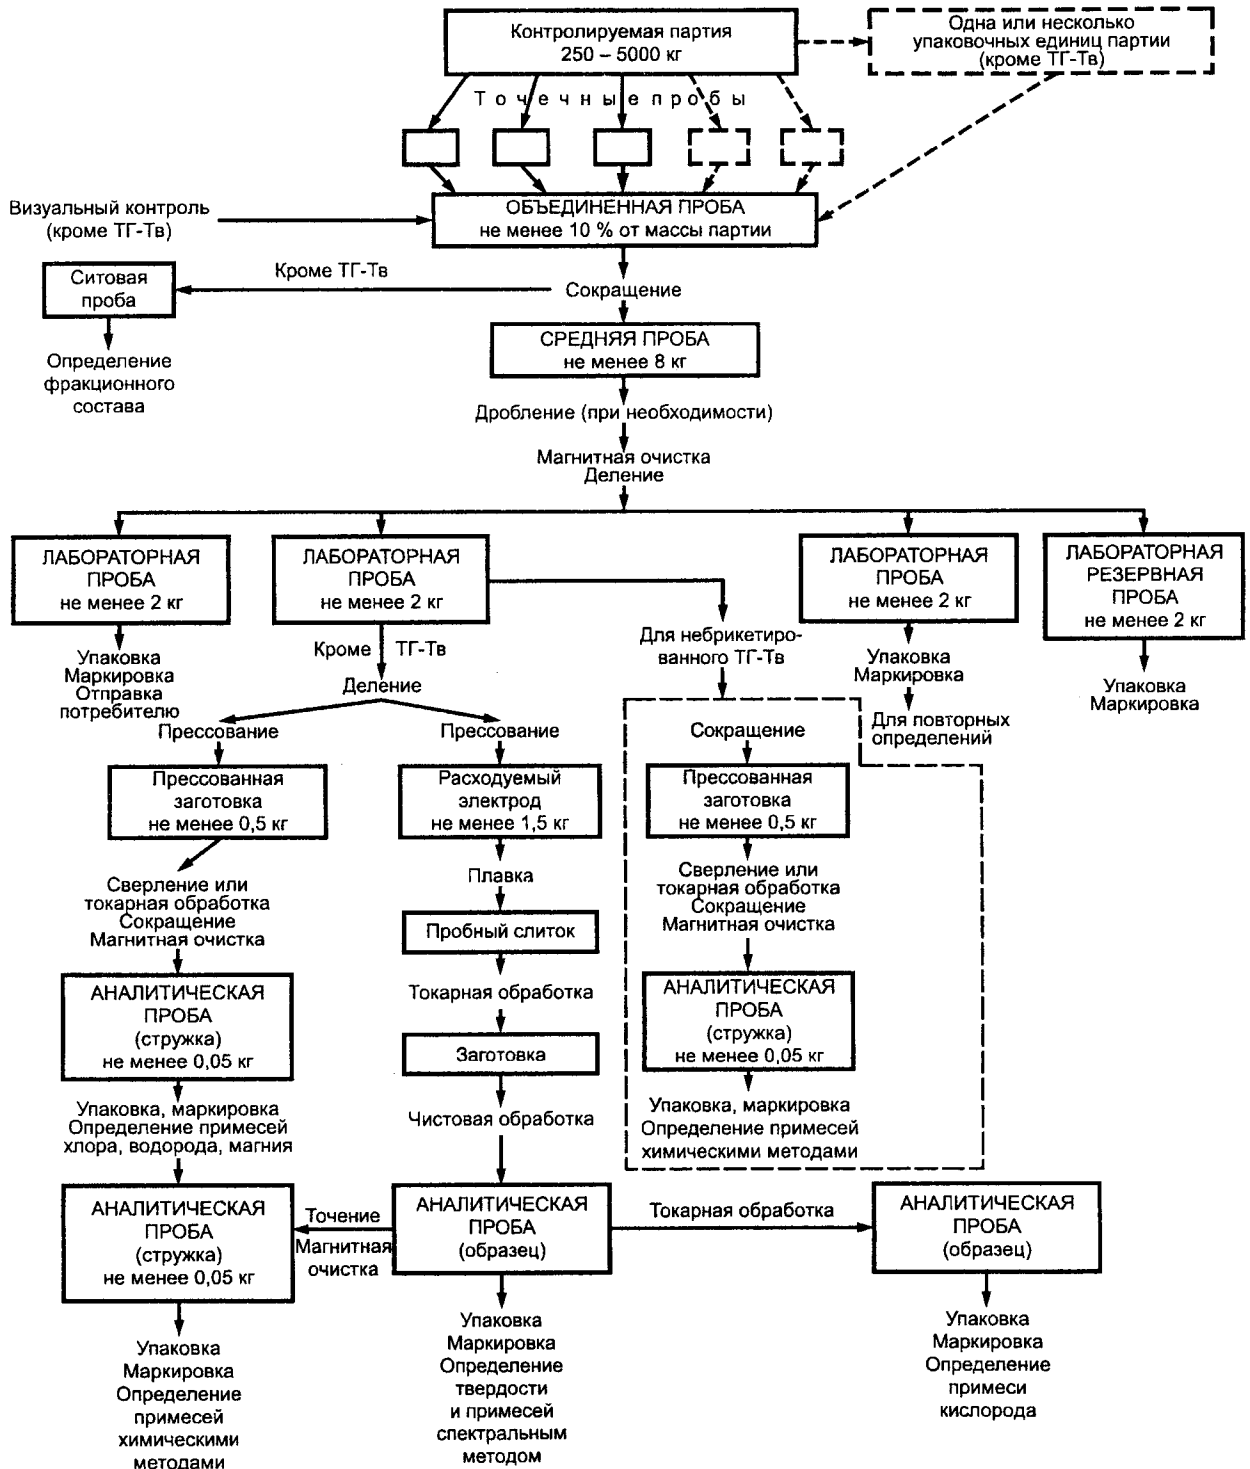 Контролируемая партия
250 – 5000 кг
Одна или несколько
упаковочных единиц партии
(кроме ТГ-Тв)
Точечные пробы
ОБЪЕДИНЕННАЯ ПРОБА
не менее 10 % от массы партии
Визуальный контроль
(кроме ТГ-Тв)
Кроме ТГ-Тв
Ситовая
проба
Сокращение
Определение
фракционного
состава
СРЕДНЯЯ ПРОБА
не менее 8 кг
Дробление (при необходимости)
Магнитная очистка
Деление
ЛАБОРАТОРНАЯ
ПРОБА
не менее 2 кг
Упаковка
Маркировка
Отправка
потребителю
ЛАБОРАТОРНАЯ
ПРОБА
не менее 2 кг
Кроме ТГ-Тв
Деление
Для небрикетиро-
ванного ТГ-Тв
ЛАБОРАТОРНАЯ
ПРОБА
не менее 2 кг
Упаковка
Маркировка
Для повторных
определений
ЛАБОРАТОРНАЯ
РЕЗЕРВНАЯ
ПРОБА
не менее 2 кг
Упаковка
Маркировка
Прессование
Прессованная
заготовка
не менее 0,5 кг
Сверление или
токарная обработка
Сокращение
Магнитная очистка
АНАЛИТИЧЕСКАЯ
ПРОБА
(стружка)
не менее 0,05 кг
Упаковка, маркировка
Определение примесей
хлора, водорода, магния
АНАЛИТИЧЕСКАЯ
ПРОБА
(стружка)
не менее 0,05 кг
Упаковка
Маркировка
Определение
примесей
химическими
методами
Прессование
Расходуемый
электрод
не менее 1,5 кг
Плавка
Пробный слиток
Токарная обработка
Заготовка
Чистовая обработка
Точение
Магнитная
очистка
АНАЛИТИЧЕСКАЯ
ПРОБА
(образец)
Упаковка
Маркировка
Определение
твердости
и примесей
спектральным
методом
Сокращение
Прессованная
заготовка
не менее 0,5 кг
Сверление или
токарная обработка
Сокращение
Магнитная очистка
АНАЛИТИЧЕСКАЯ
ПРОБА
(стружка)
не менее 0,05 кг
Упаковка, маркировка
Определение примесей
химическими методами
Токарная обработка
АНАЛИТИЧЕСКАЯ
ПРОБА
(образец)
Упаковка
Маркировка
Определение
примеси
кислорода